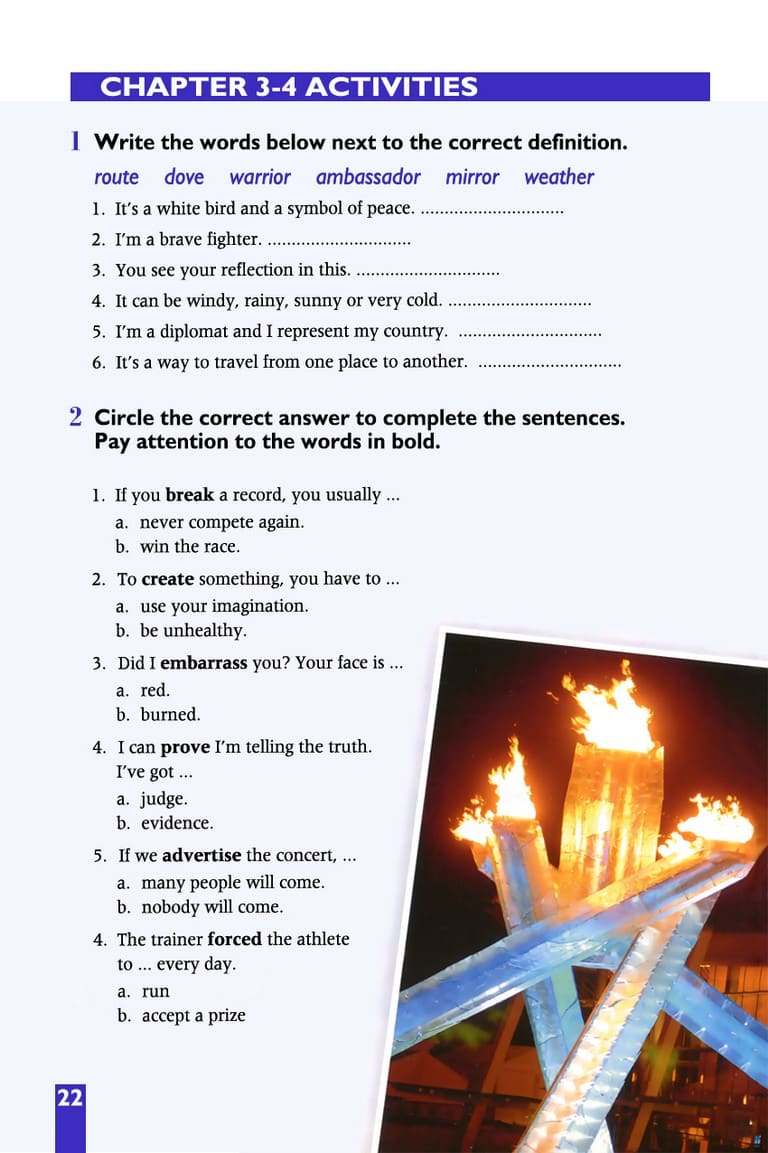 CHAPTER 3-4 ACTIVITIES
1 Write the words below next to the correct definition.
route dove warrior ambassador mirror weather
1. It's a white bird and a symbol of peace. ..............................
2. I'm a brave fighter. ..............................
3. You see your reflection in this. ..............................
4. It can be windy, rainy, sunny or very cold. ..............................
5. I'm a diplomat and I represent my country. ..............................
6. It's a way to travel from one place to another. ..............................
2 Circle the correct answer to complete the sentences.
Pay attention to the words in bold.
1. If you break a record, you usually ...
a. never compete again.
b. win the race.
2. To create something, you have to ...
a. use your imagination.
b. be unhealthy.
3. Did I embarrass you? Your face is ...
a. red.
b. burned.
4. I can prove I'm telling the truth.
I've got ...
a. judge.
b. evidence.
5. If we advertise the concert, ...
a. many people will come.
b. nobody will come.
4. The trainer forced the athlete
to ... every day.
a. run
b. accept a prize
22